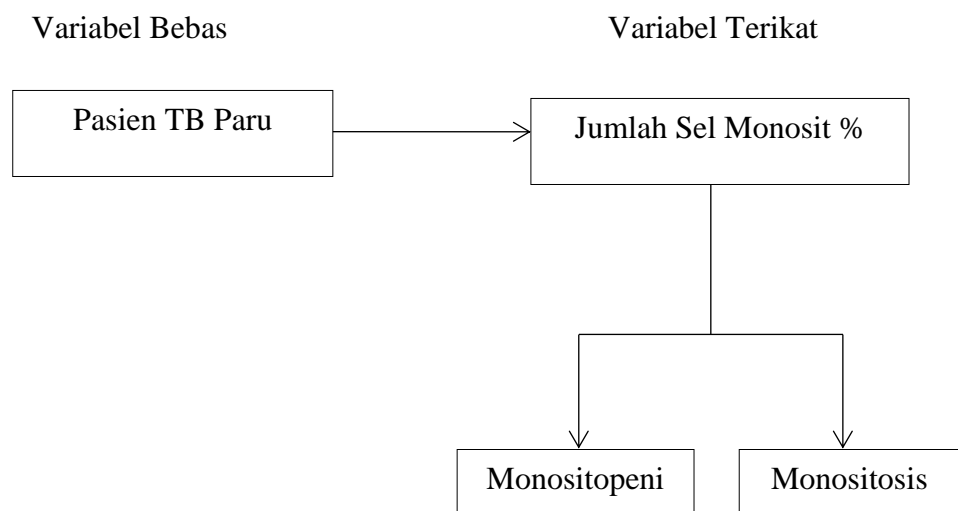 Variabel Bebas
Variabel Terikat
Pasien TB Paru
Jumlah Sel Monosit %
Monositopeni
Monositosis